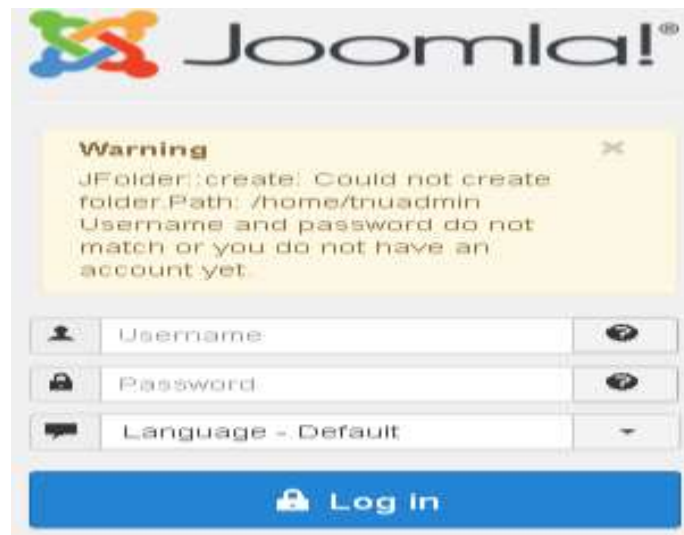 Joomla!®
Warning
JFolder::create: Could not create
folder.Path: /home/tnuadmin
Username and password do not
match or you do not have an
account yet.
Username
Password
Language - Default
Log in